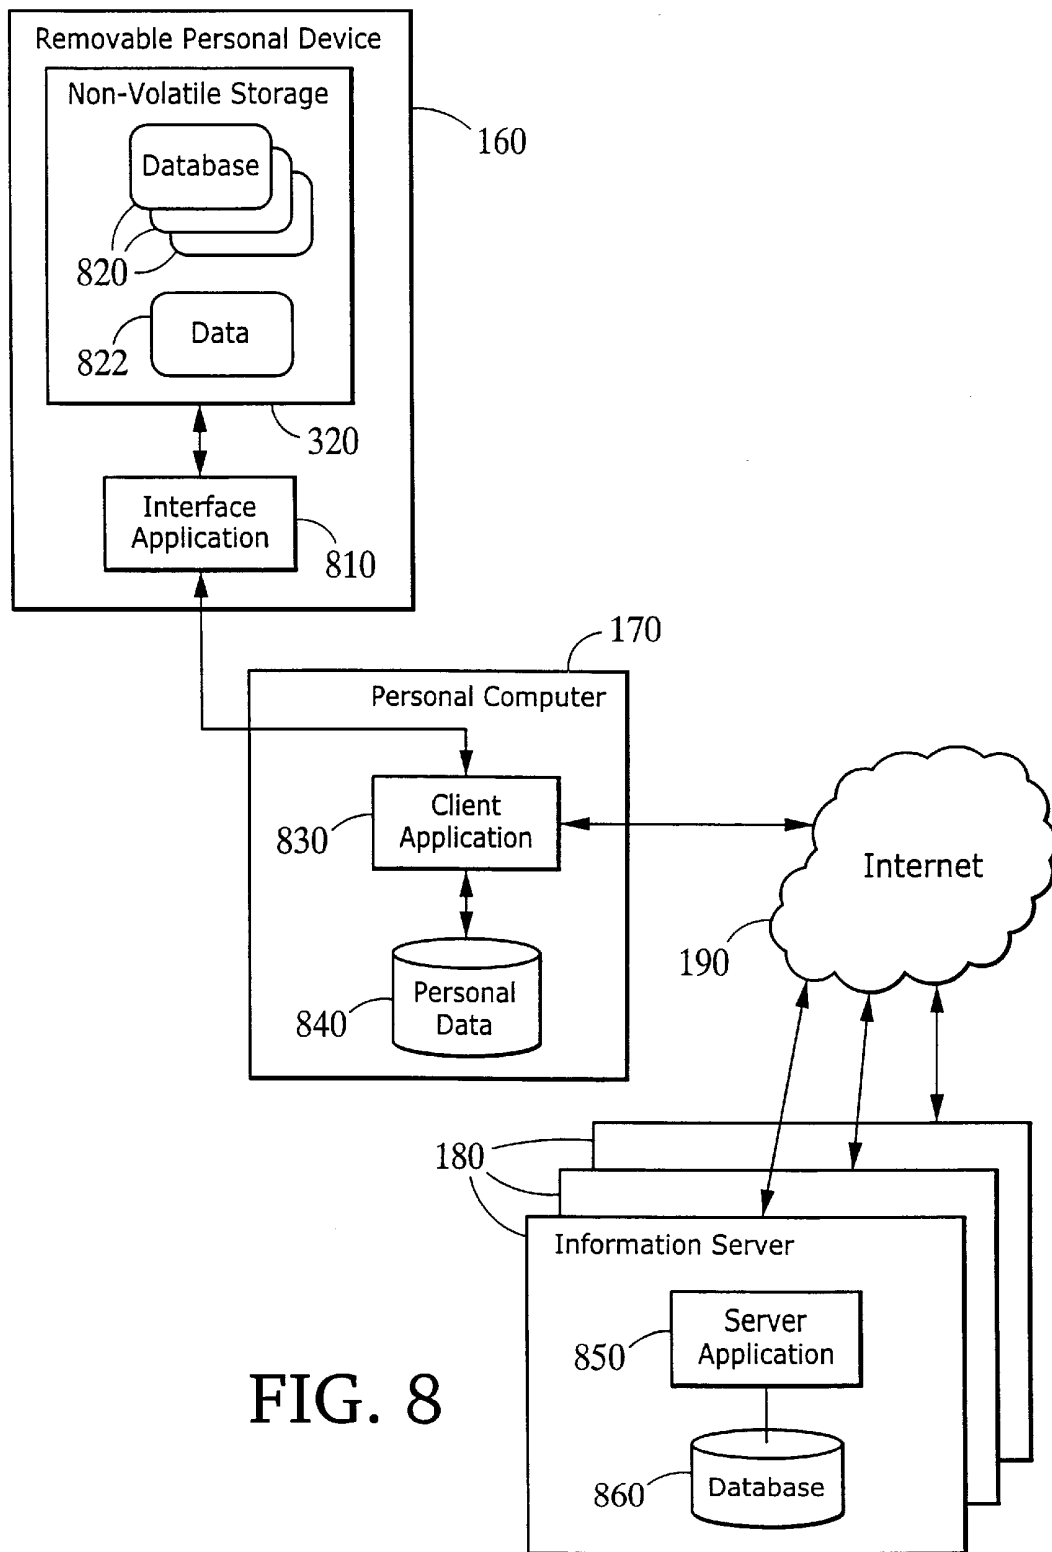 Removable Personal Device
Non-Volatile Storage
160
Database
820
Data
822
320
Interface
Application
810
170
Personal Computer
Client
Application
830
Internet
190
Personal
Data
840
180
Information Server
Server
Application
850
FIG. 8
Database
860